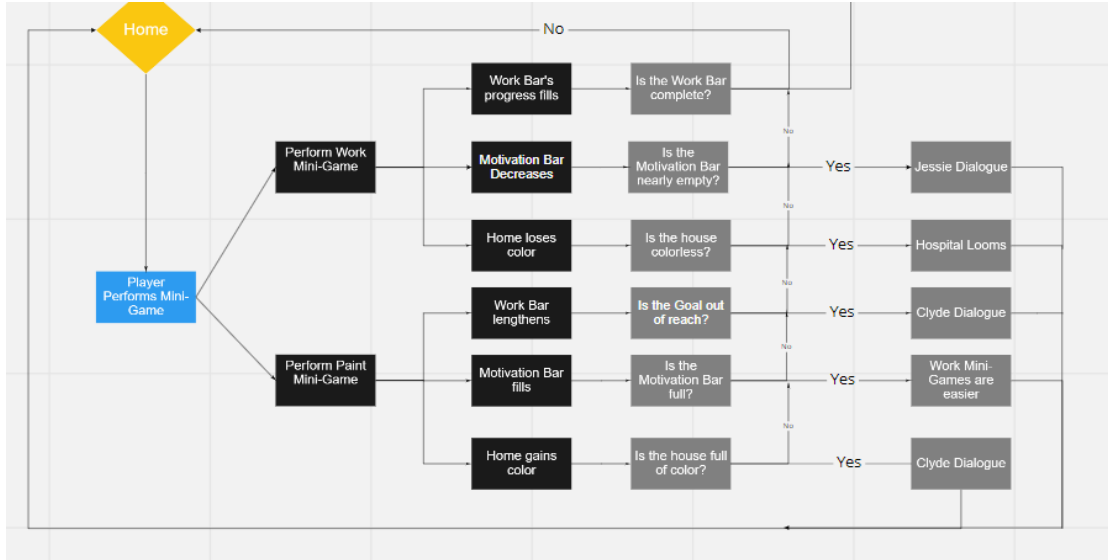 Home
No
Work Bar's
progress fills
Is the Work Bar
complete?
No
Perform Work
Mini-Game
Motivation Bar
Decreases
Is the
Motivation Bar
nearly empty?
Yes
Jessie Dialogue
No
Home loses
color
Is the house
colorless?
Yes
Hospital Looms
No
Player
Performs Mini-
Game
Work Bar
lengthens
Is the Goal out
of reach?
Yes
Clyde Dialogue
No
Perform Paint
Mini-Game
Motivation Bar
fills
Is the
Motivation Bar
full?
Yes
Work Mini-
Games are
easier
No
Home gains
color
Is the house full
of color?
Yes
Clyde Dialogue